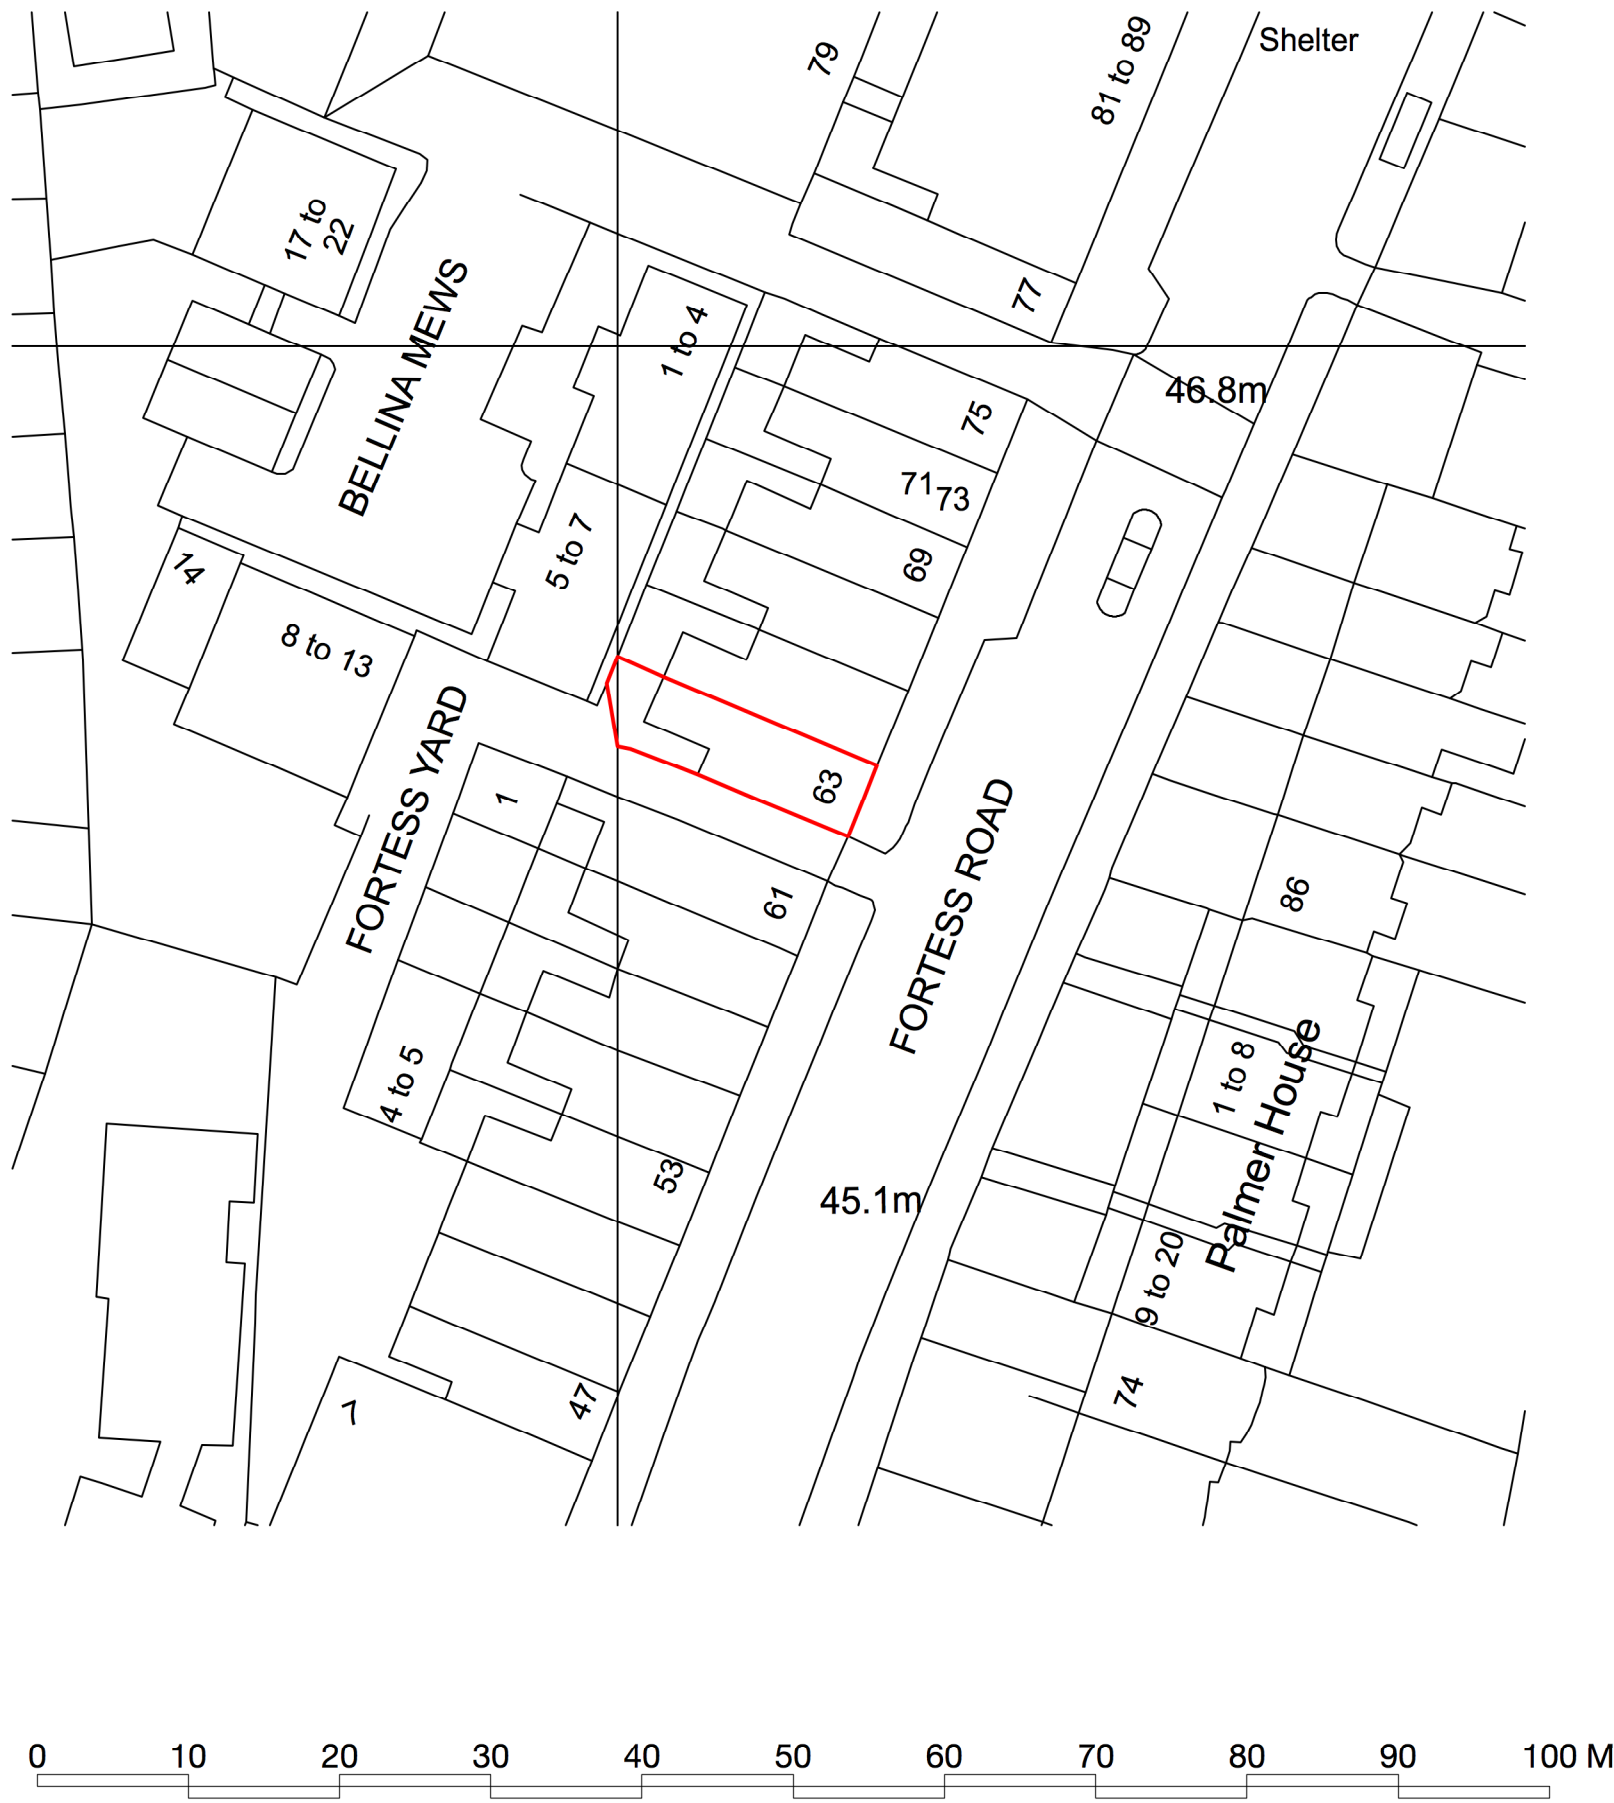 Shelter
79
81 to 89
17 to
22
77
BELLINA MEWS
1 to 4
46.8m
75
71
73
69
5 to 7
14
8 to 13
63
FORTESS YARD
1
61
FORTESS ROAD
86
4 to 5
1 to 8
Palmer House
53
45.1m
9 to 20
74
47
7
0 10 20 30 40 50 60 70 80 90 100 M